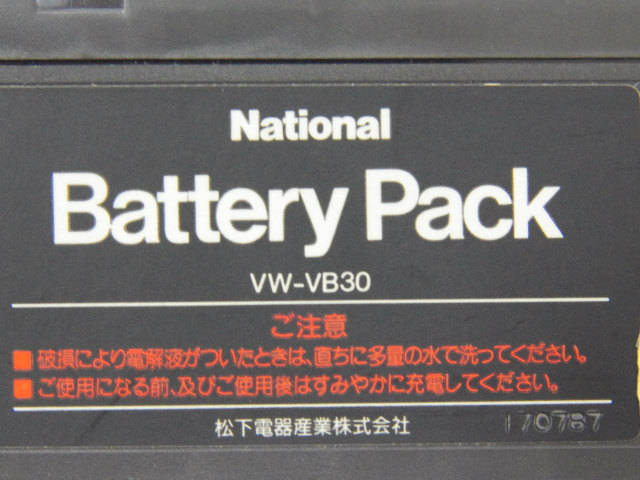 National
Battery Pack
VW-VB30
ご注意
■ 破損により電解液がついたときは、直ちに多量の水で洗ってください。
■ ご使用になる前、及びご使用後はすみやかに充電してください。
松下電器産業株式会社
170787